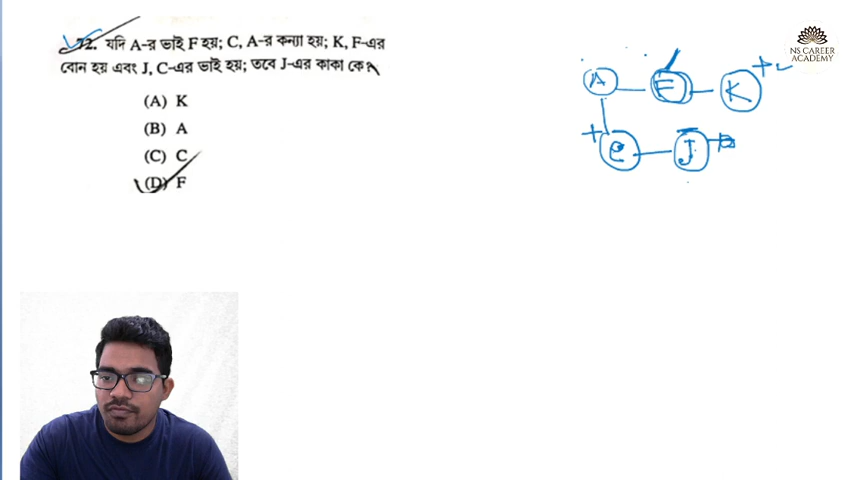 72. যদি A-র ভাই F হয়; C, A-র কন্যা হয়; K, F-এর
বোন হয় এবং J, C-এর ভাই হয়; তবে J-এর কাকা কে?
(A) K
(B) A
(C) C
(D) F
A F K +
+ C J
NS CAREER
ACADEMY